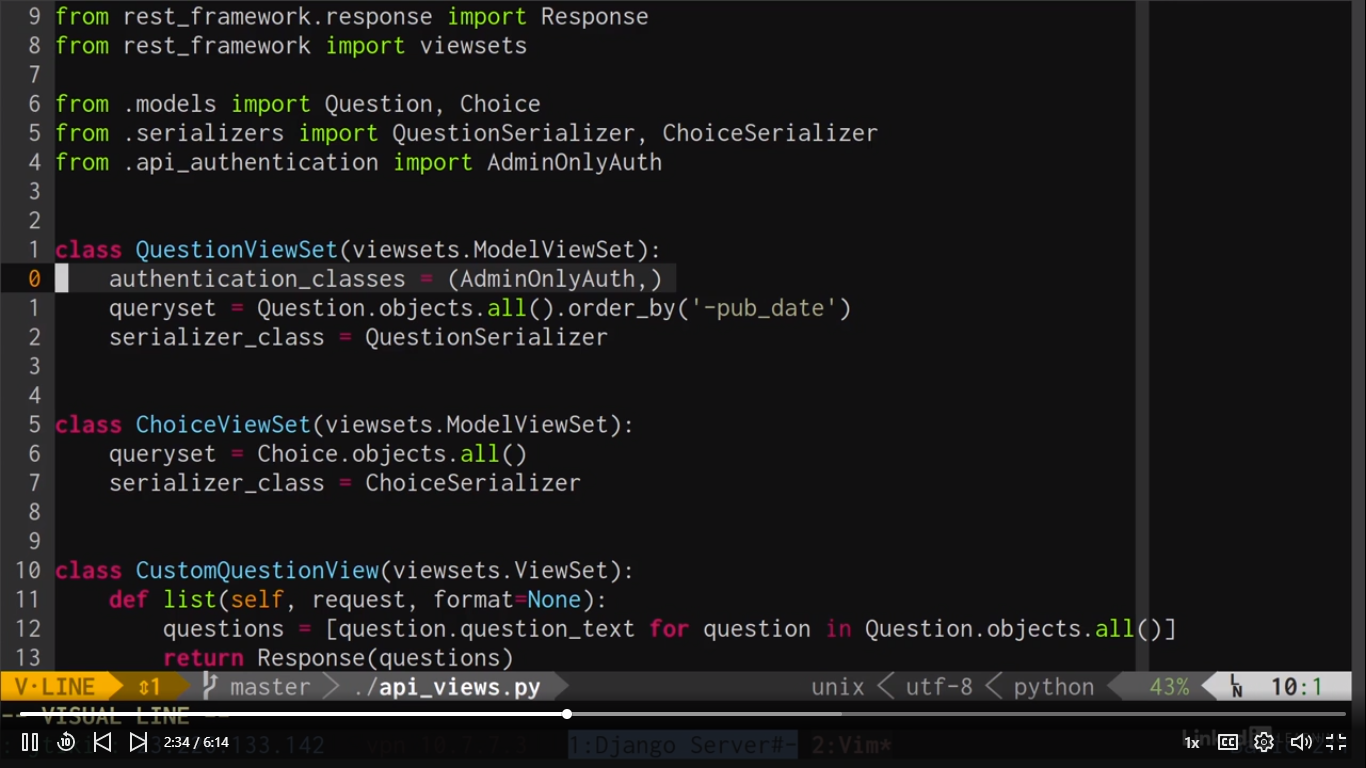 9 from rest_framework.response import Response
8 from rest_framework import viewsets
7
6 from .models import Question, Choice
5 from .serializers import QuestionSerializer, ChoiceSerializer
4 from .api_authentication import AdminOnlyAuth
3
2
1 class QuestionViewSet(viewsets.ModelViewSet):
0     authentication_classes = (AdminOnlyAuth,)
1     queryset = Question.objects.all().order_by('-pub_date')
2     serializer_class = QuestionSerializer
3
4
5 class ChoiceViewSet(viewsets.ModelViewSet):
6     queryset = Choice.objects.all()
7     serializer_class = ChoiceSerializer
8
9
10 class CustomQuestionView(viewsets.ViewSet):
11     def list(self, request, format=None):
12         questions = [question.question_text for question in Question.objects.all()]
13         return Response(questions)
V·LINE ⇕1 master ./api_views.py unix utf-8 python 43% LN 10:1
-- VISUAL LINE --
10 2:34 / 6:14 133.142 vpn 1:Django Server#- 2:Vim* 1x CC